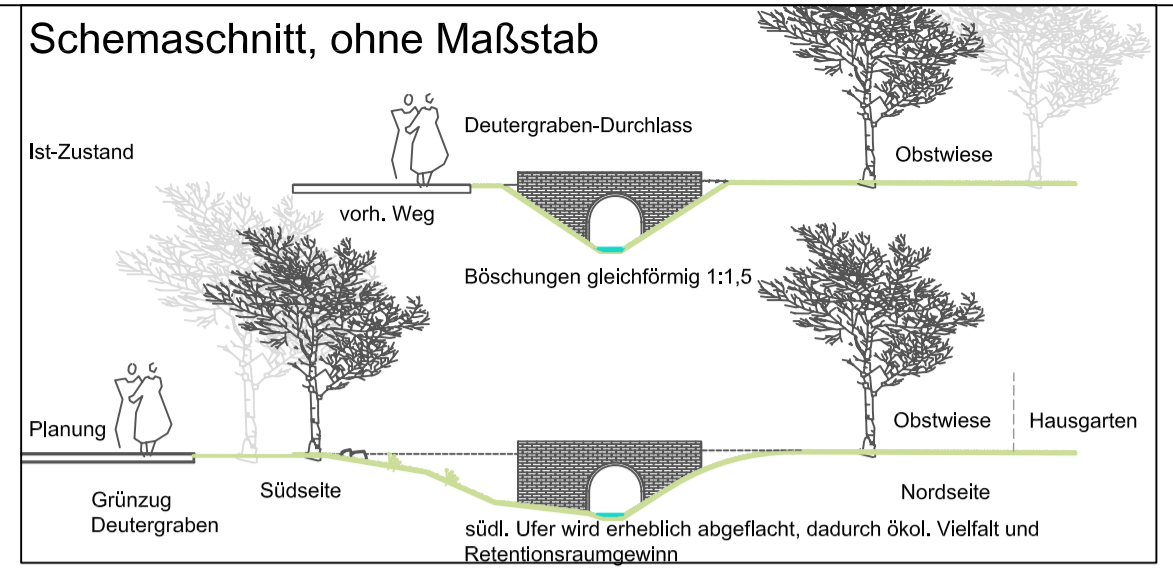 Schemaschnitt, ohne Maßstab
Ist-Zustand
Deutergraben-Durchlass
Obstwiese
vorh. Weg
Böschungen gleichförmig 1:1,5
Planung
Obstwiese
Hausgarten
Grünzug
Deutergraben
Südseite
Nordseite
südl. Ufer wird erheblich abgeflacht, dadurch ökol. Vielfalt und
Retentionsraumgewinn